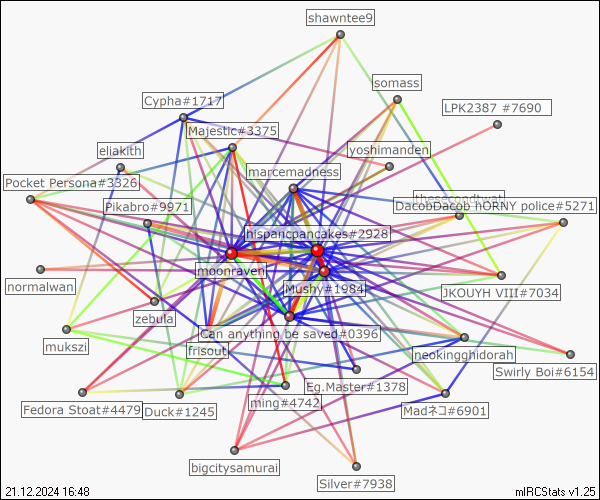 shawntee9
somass
Cypha#1717
LPK2387 #7690
Majestic#3375
eliakith
yoshimanden
marcemadness
Pocket Persona#3326
thesecondtwat
DacobDacob hORNY police#5271
Pikabro#9971
hispancpancakes#2928
moonraven
normalwan
Mushy#1984
JKOUYH VIII#7034
zebula
Can anything be saved#0396
mukszi
frisout
neokingghidorah
Swirly Boi#6154
Eg.Master#1378
Fedora Stoat#4479
Duck#1245
ming#4742
Madネコ#6901
bigcitysamurai
Silver#7938
21.12.2024 16:48
mIRCStats v1.25